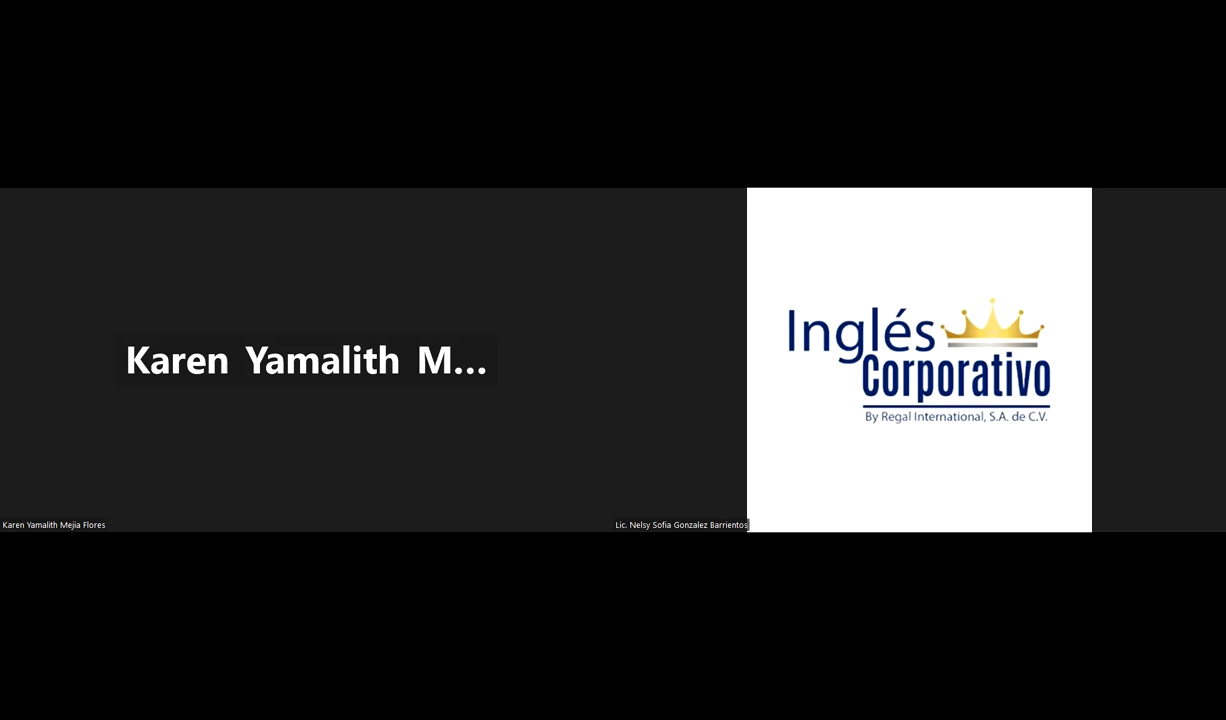 Karen Yamalith M...
Karen Yamalith Mejia Flores
Inglés
Corporativo
By Regal International, S.A. de C.V.
Lic. Nelsy Sofia Gonzalez Barrientos